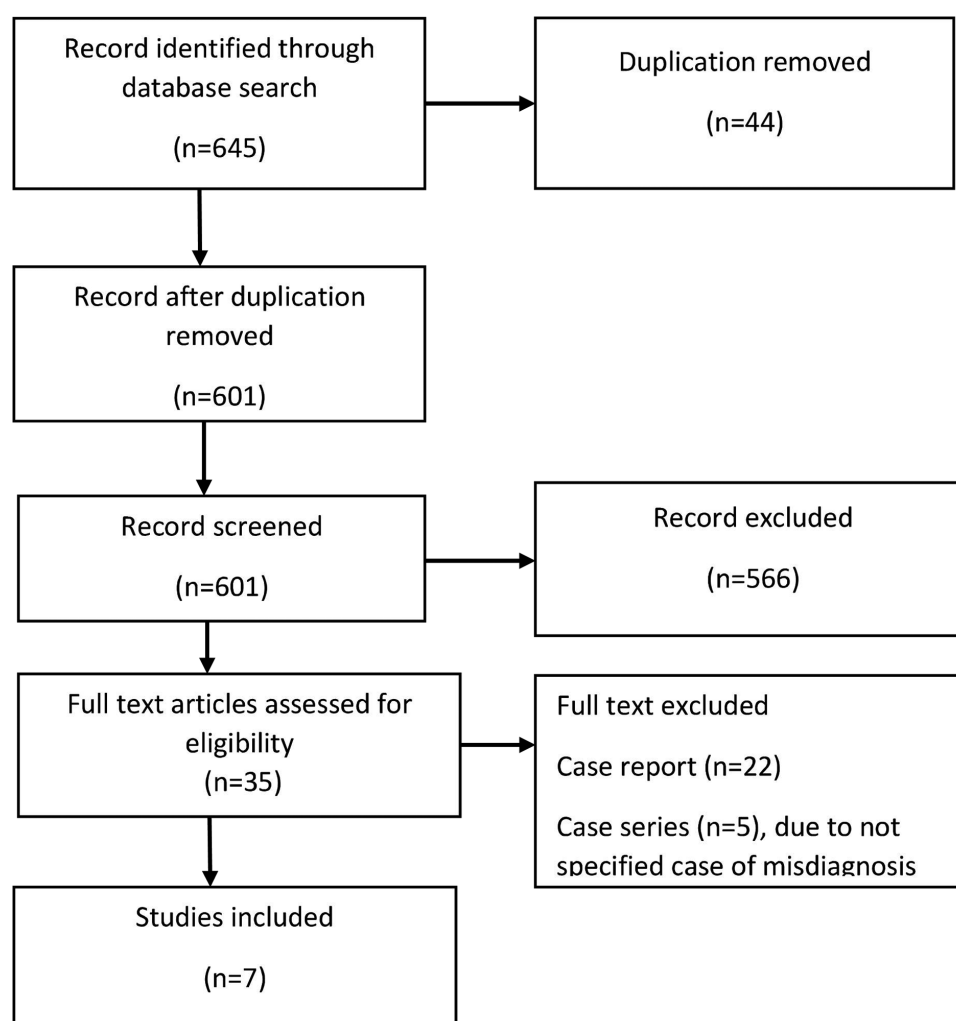 Record identified through
database search
(n=645)
Duplication removed
(n=44)
Record after duplication
removed
(n=601)
Record screened
(n=601)
Record excluded
(n=566)
Full text articles assessed for
eligibility
(n=35)
Full text excluded
Case report (n=22)
Case series (n=5), due to not
specified case of misdiagnosis
Studies included
(n=7)